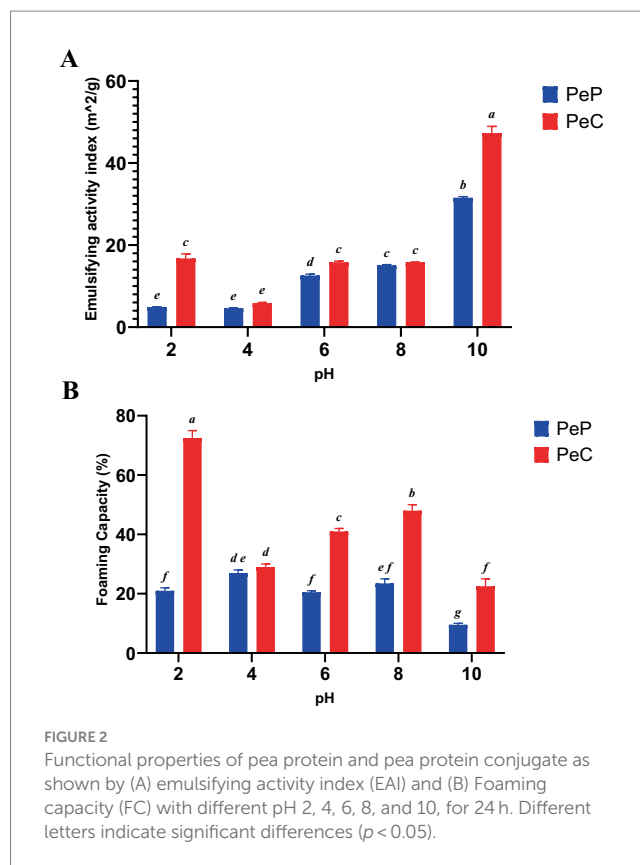 A
Emulsifying activity index (m^2/g)
60
40
20
0
e
c
e
e
d
c
c
c
b
a
2
4
6
8
10
pH
PeP
PeC
B
Foaming Capacity (%)
80
60
40
20
0
f
a
d e
d
f
c
e f
b
g
f
2
4
6
8
10
pH
PeP
PeC
FIGURE 2
Functional properties of pea protein and pea protein conjugate as
shown by (A) emulsifying activity index (EAI) and (B) Foaming
capacity (FC) with different pH 2, 4, 6, 8, and 10, for 24 h. Different
letters indicate significant differences (p < 0.05).